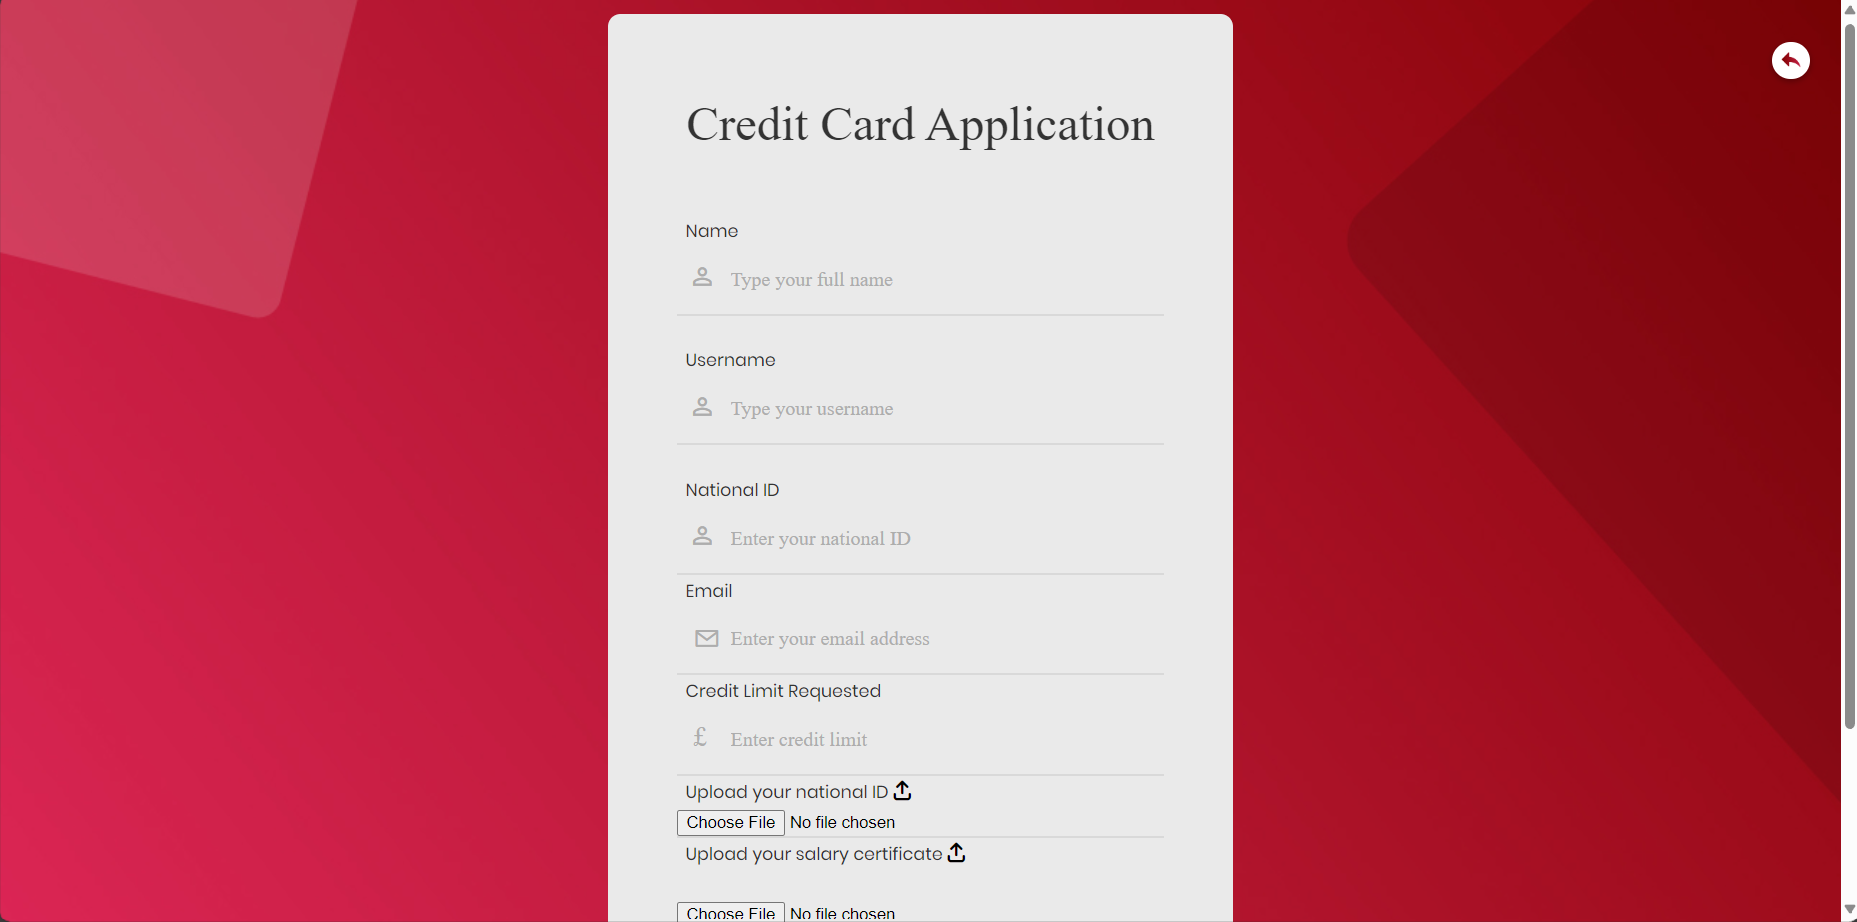 Credit Card Application
Name
Type your full name
Username
Type your username
National ID
Enter your national ID
Email
Enter your email address
Credit Limit Requested
£ Enter credit limit
Upload your national ID
Choose File No file chosen
Upload your salary certificate
Choose File No file chosen